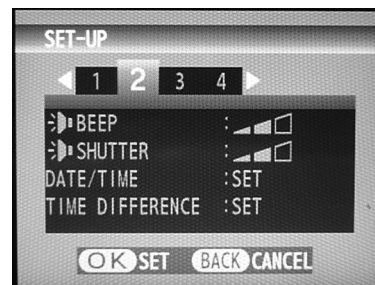 SET-UP
1 2 3 4
BEEP :
SHUTTER :
DATE/TIME :SET
TIME DIFFERENCE :SET
OK SET BACK CANCEL